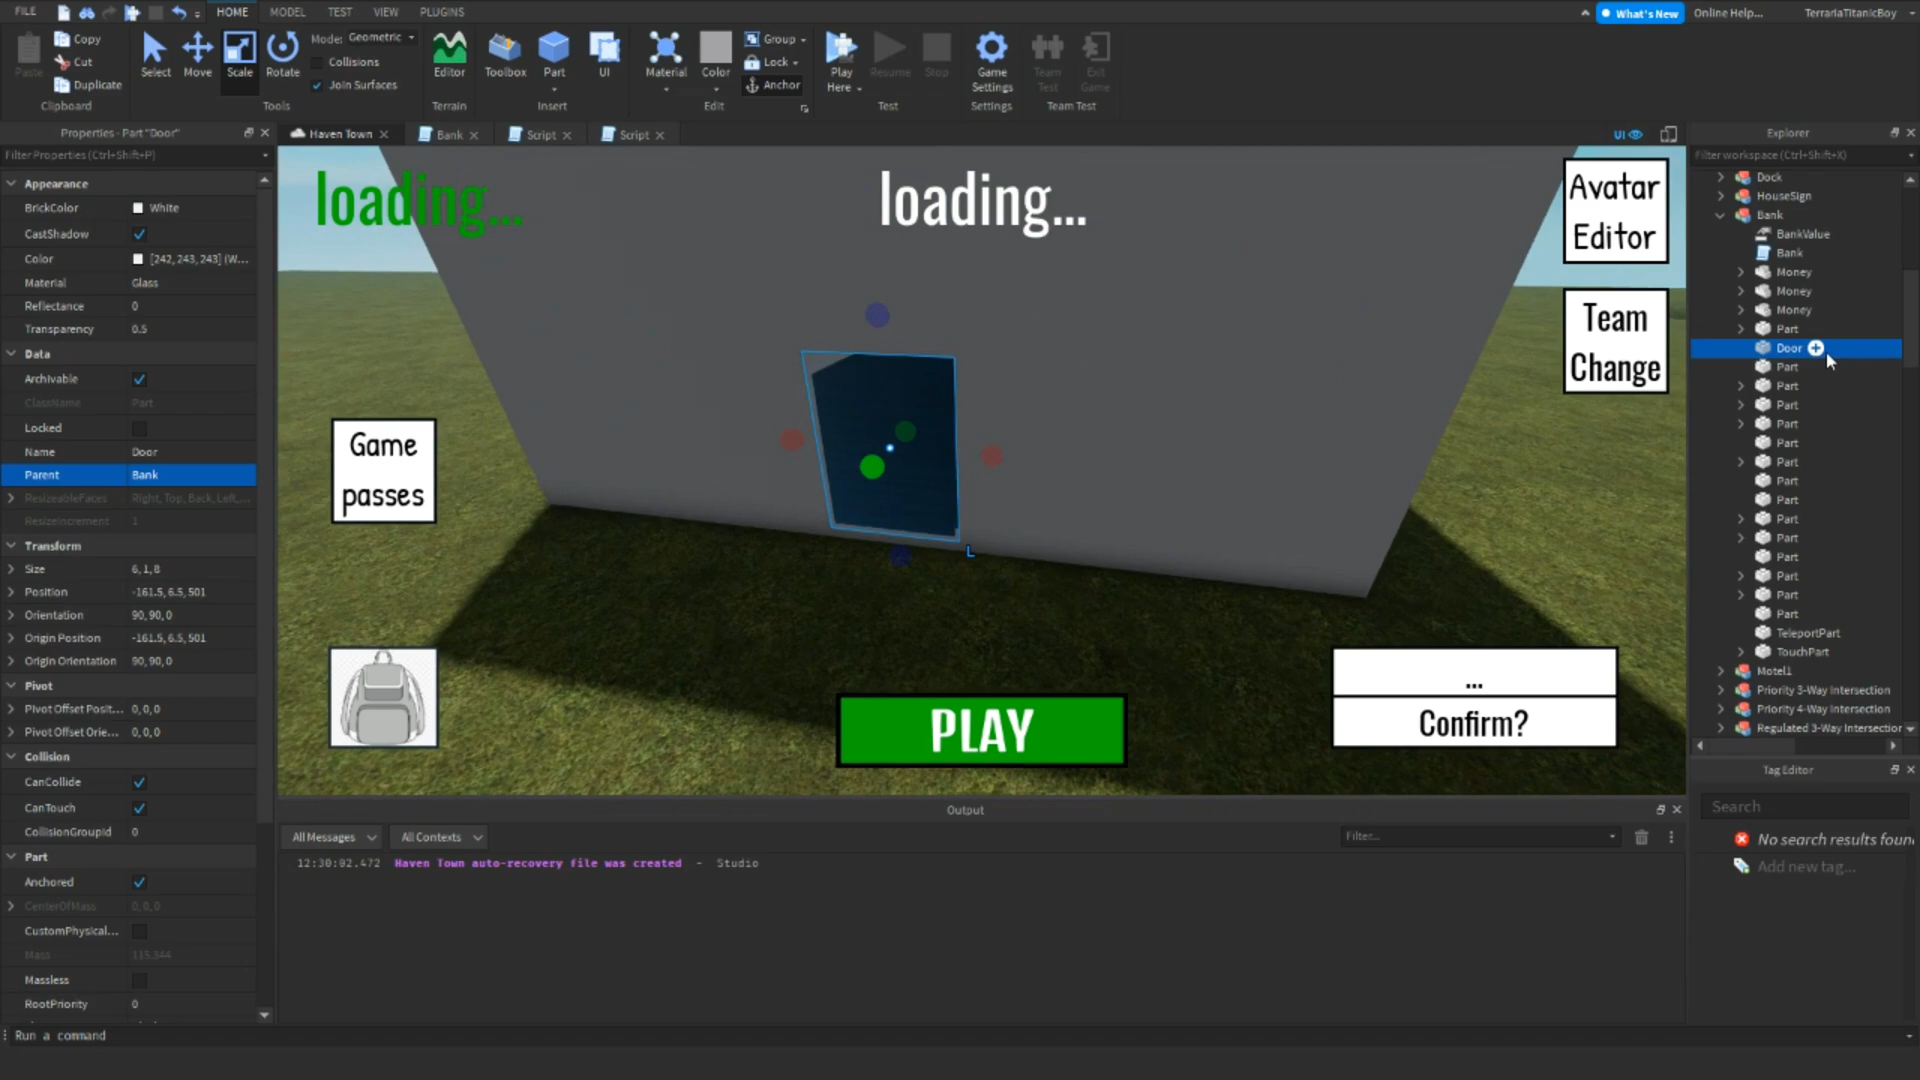 FILE
HOME
MODEL
TEST
VIEW
PLUGINS
What's New
Online Help...
TerrariaTitanicBoy
Paste
Copy
Cut
Duplicate
Clipboard
Select
Move
Scale
Rotate
Mode: Geometric
Collisions
Join Surfaces
Tools
Editor
Terrain
Toolbox
Part
UI
Insert
Material
Color
Group
Lock
Anchor
Edit
Play
Here
Resume
Stop
Test
Game
Settings
Settings
Team
Test
Exit
Game
Team Test
Properties - Part "Door"
Filter Properties (Ctrl+Shift+P)
Appearance
BrickColor White
CastShadow
Color [242, 243, 243] (W...
Material Glass
Reflectance 0
Transparency 0.5
Data
Archivable
ClassName Part
Locked
Name Door
Parent Bank
ResizeableFaces Right, Top, Back, Left,...
ResizeIncrement 1
Transform
Size 6, 1, 8
Position -161.5, 6.5, 501
Orientation 90, 90, 0
Origin Position -161.5, 6.5, 501
Origin Orientation 90, 90, 0
Pivot
Pivot Offset Posit... 0, 0, 0
Pivot Offset Orie... 0, 0, 0
Collision
CanCollide
CanTouch
CollisionGroupId 0
Part
Anchored
CenterOfMass 0, 0, 0
CustomPhysical...
Mass 115.344
Massless
RootPriority 0
Haven Town
Bank
Script
Script
UI
loading...
loading...
Avatar
Editor
Team
Change
Game
passes
PLAY
...
Confirm?
L
Output
All Messages
All Contexts
Filter...
12:30:02.472 Haven Town auto-recovery file was created - Studio
Explorer
Filter workspace (Ctrl+Shift+X)
Dock
HouseSign
Bank
BankValue
Bank
Money
Money
Money
Part
Door
Part
Part
Part
Part
Part
Part
Part
Part
Part
Part
Part
Part
Part
Part
TeleportPart
TouchPart
Motel1
Priority 3-Way Intersection
Priority 4-Way Intersection
Regulated 3-Way Intersection
Tag Editor
Search
No search results foun
Add new tag...
Run a command